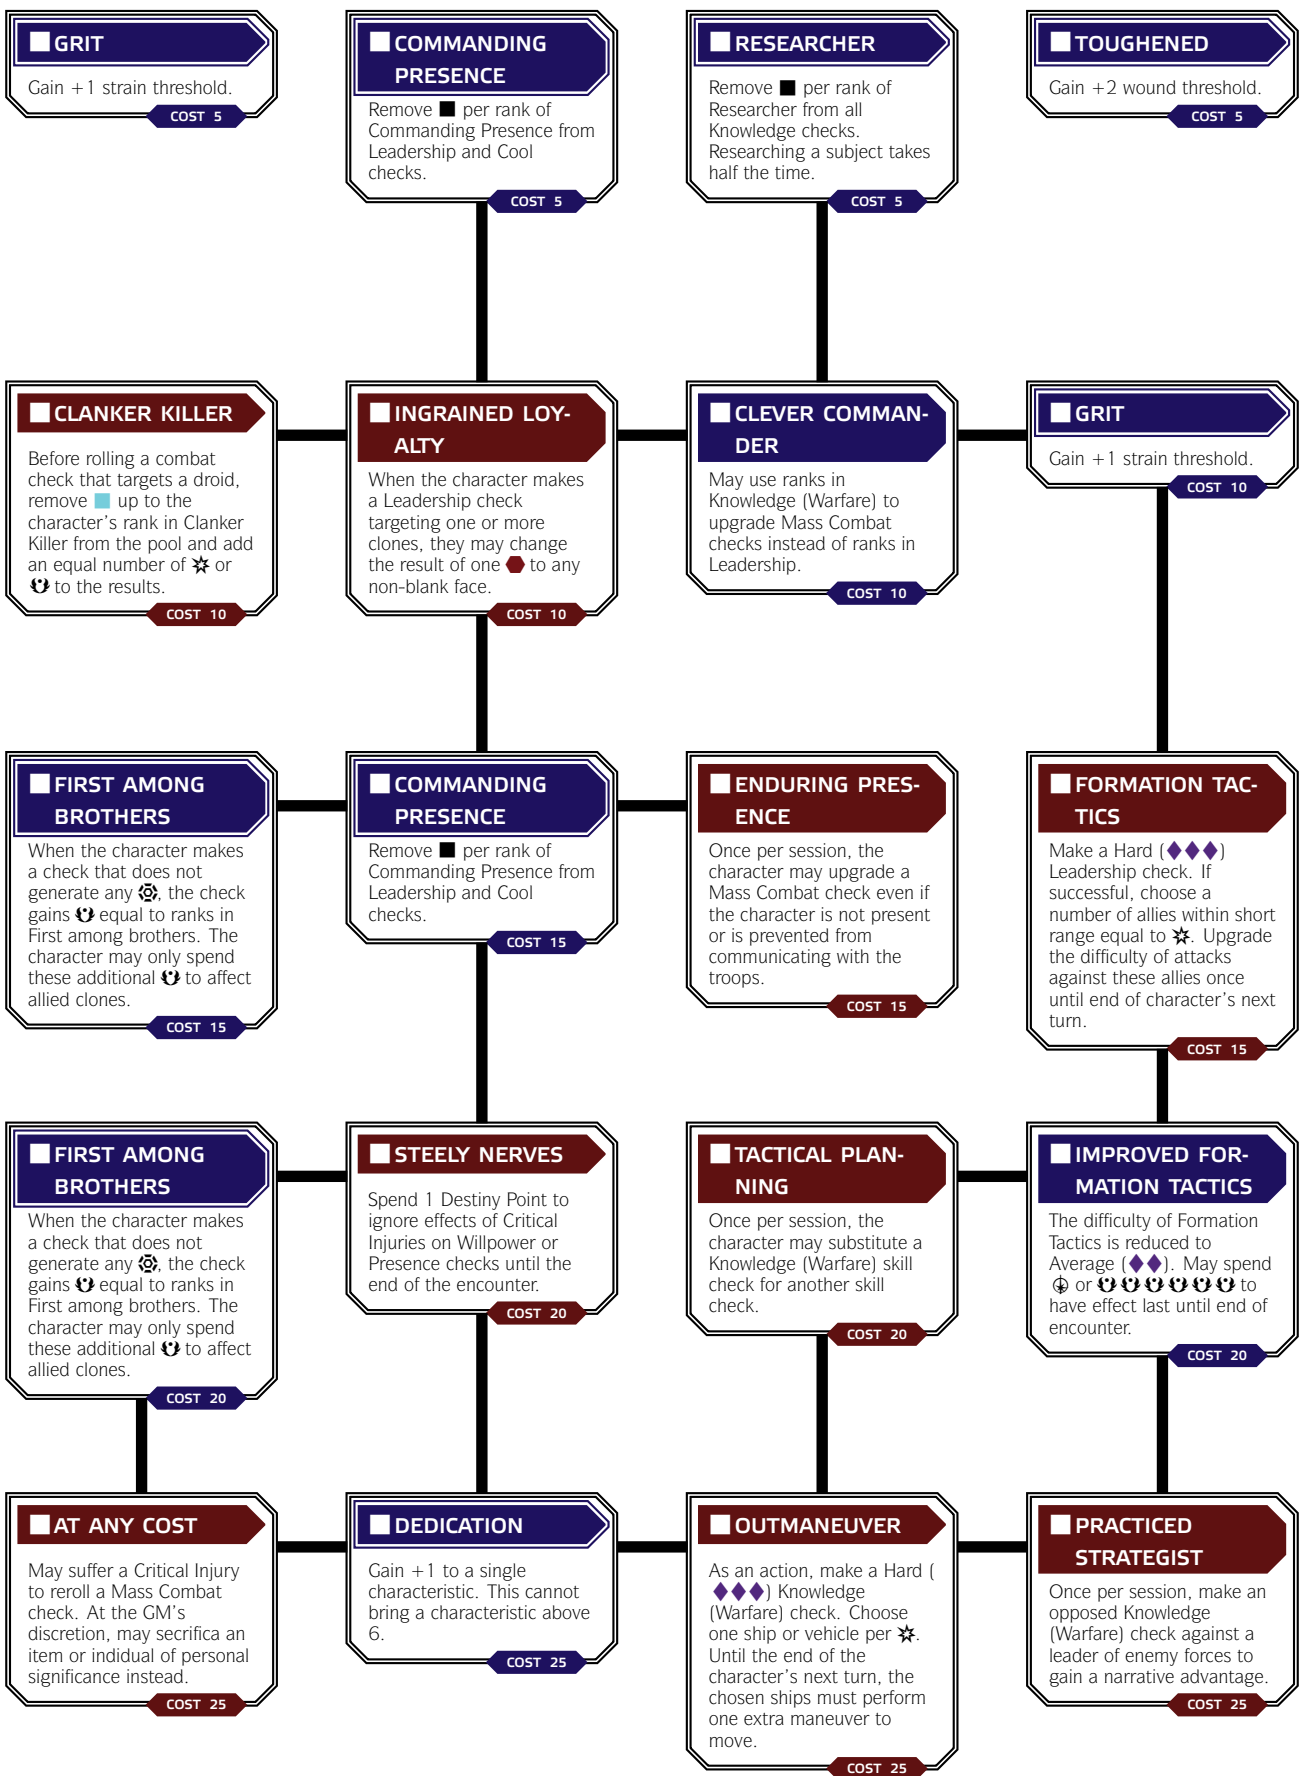 GRIT
Gain +1 strain threshold.
COST 5
COMMANDING
PRESENCE
Remove ■ per rank of
Commanding Presence from
Leadership and Cool
checks.
COST 5
RESEARCHER
Remove ■ per rank of
Researcher from all
Knowledge checks.
Researching a subject takes
half the time.
COST 5
TOUGHENED
Gain +2 wound threshold.
COST 5
CLANKER KILLER
Before rolling a combat
check that targets a droid,
remove ■ up to the
character's rank in Clanker
Killer from the pool and add
an equal number of or
to the results.
COST 10
INGRAINED LOY-
ALTY
When the character makes
a Leadership check
targeting one or more
clones, they may change
the result of one ⬢ to any
non-blank face.
COST 10
CLEVER COMMAN-
DER
May use ranks in
Knowledge (Warfare) to
upgrade Mass Combat
checks instead of ranks in
Leadership.
COST 10
GRIT
Gain +1 strain threshold.
COST 10
FIRST AMONG
BROTHERS
When the character makes
a check that does not
generate any , the check
gains equal to ranks in
First among brothers. The
character may only spend
these additional to affect
allied clones.
COST 15
COMMANDING
PRESENCE
Remove ■ per rank of
Commanding Presence from
Leadership and Cool
checks.
COST 15
ENDURING PRES-
ENCE
Once per session, the
character may upgrade a
Mass Combat check even if
the character is not present
or is prevented from
communicating with the
troops.
COST 15
FORMATION TAC-
TICS
Make a Hard (◆◆◆)
Leadership check. If
successful, choose a
number of allies within short
range equal to . Upgrade
the difficulty of attacks
against these allies once
until end of character's next
turn.
COST 15
FIRST AMONG
BROTHERS
When the character makes
a check that does not
generate any , the check
gains equal to ranks in
First among brothers. The
character may only spend
these additional to affect
allied clones.
COST 20
STEELY NERVES
Spend 1 Destiny Point to
ignore effects of Critical
Injuries on Willpower or
Presence checks until the
end of the encounter.
COST 20
TACTICAL PLAN-
NING
Once per session, the
character may substitute a
Knowledge (Warfare) skill
check for another skill
check.
COST 20
IMPROVED FOR-
MATION TACTICS
The difficulty of Formation
Tactics is reduced to
Average (◆◆). May spend
or to
have effect last until end of
encounter.
COST 20
AT ANY COST
May suffer a Critical Injury
to reroll a Mass Combat
check. At the GM's
discretion, may secrifica an
item or indidual of personal
significance instead.
COST 25
DEDICATION
Gain +1 to a single
characteristic. This cannot
bring a characteristic above
6.
COST 25
OUTMANEUVER
As an action, make a Hard (
◆◆◆) Knowledge
(Warfare) check. Choose
one ship or vehicle per .
Until the end of the
character's next turn, the
chosen ships must perform
one extra maneuver to
move.
COST 25
PRACTICED
STRATEGIST
Once per session, make an
opposed Knowledge
(Warfare) check against a
leader of enemy forces to
gain a narrative advantage.
COST 25